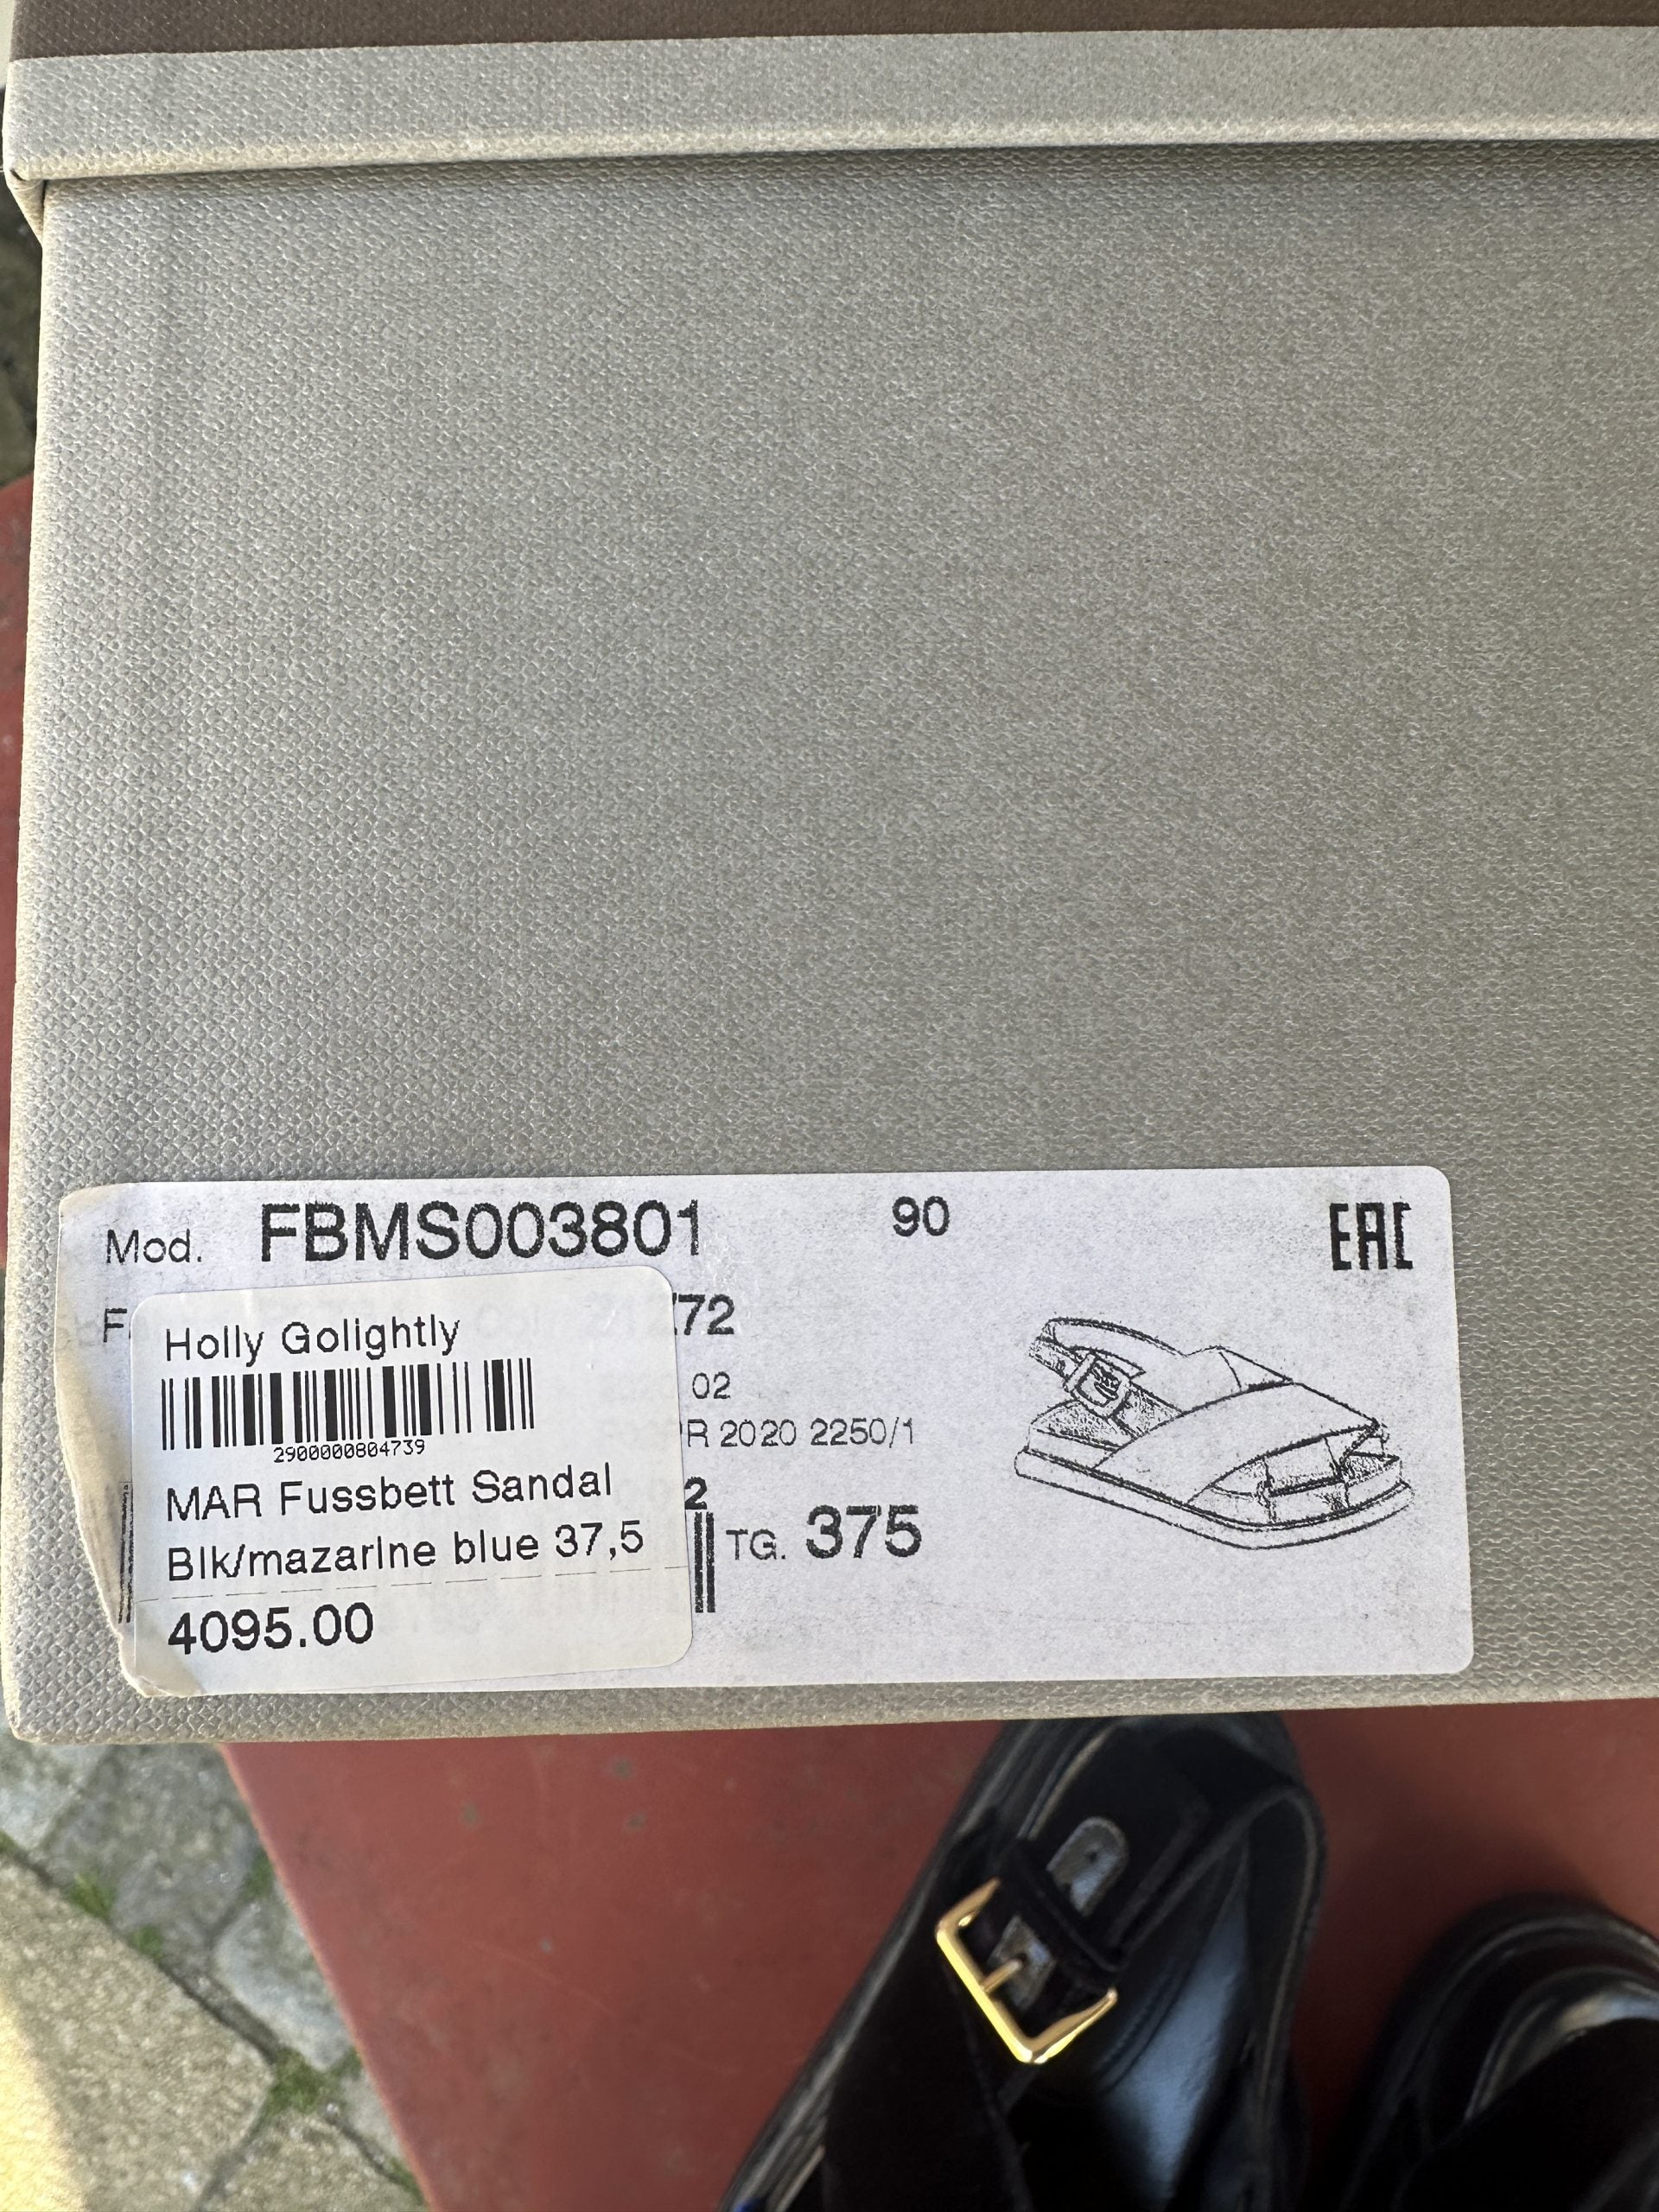 Mod. FBMS003801 90 EAC
72
02
R 2020 2250/1
2
TG. 375
Holly Golightly
2900000804739
MAR Fussbett Sandal
Blk/mazarine blue 37,5
4095.00